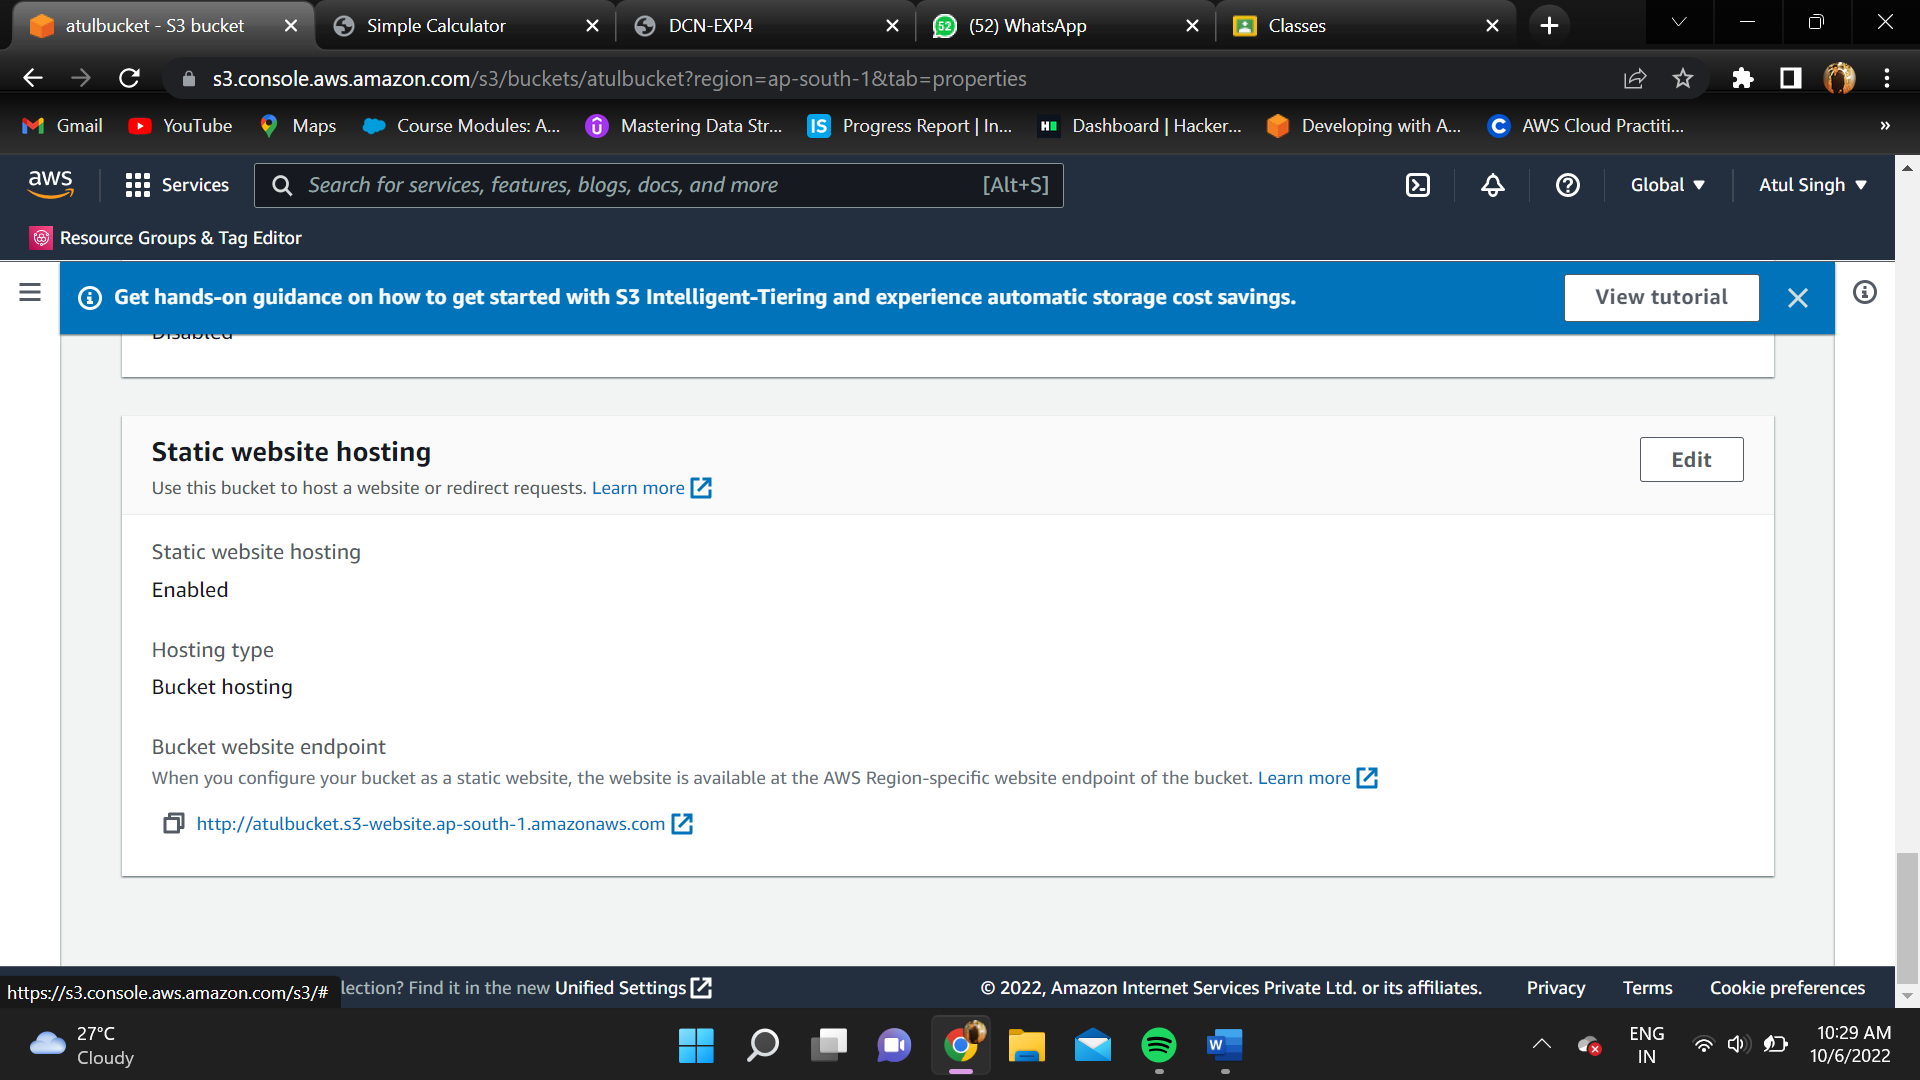 atulbucket - S3 bucket
Simple Calculator
DCN-EXP4
52
(52) WhatsApp
Classes
s3.console.aws.amazon.com/s3/buckets/atulbucket?region=ap-south-1&tab=properties
Gmail
YouTube
Maps
Course Modules: A...
Mastering Data Str...
IS
Progress Report | In...
Dashboard | Hacker...
Developing with A...
C
AWS Cloud Practiti...
»
aws
Services
Search for services, features, blogs, docs, and more
[Alt+S]
Global
Atul Singh
Resource Groups & Tag Editor
Get hands-on guidance on how to get started with S3 Intelligent-Tiering and experience automatic storage cost savings.
View tutorial
Disabled
Static website hosting
Edit
Use this bucket to host a website or redirect requests. Learn more
Static website hosting
Enabled
Hosting type
Bucket hosting
Bucket website endpoint
When you configure your bucket as a static website, the website is available at the AWS Region-specific website endpoint of the bucket. Learn more
http://atulbucket.s3-website.ap-south-1.amazonaws.com
https://s3.console.aws.amazon.com/s3/#
lection? Find it in the new Unified Settings
© 2022, Amazon Internet Services Private Ltd. or its affiliates.
Privacy
Terms
Cookie preferences
27°C
Cloudy
W
ENG
IN
10:29 AM
10/6/2022